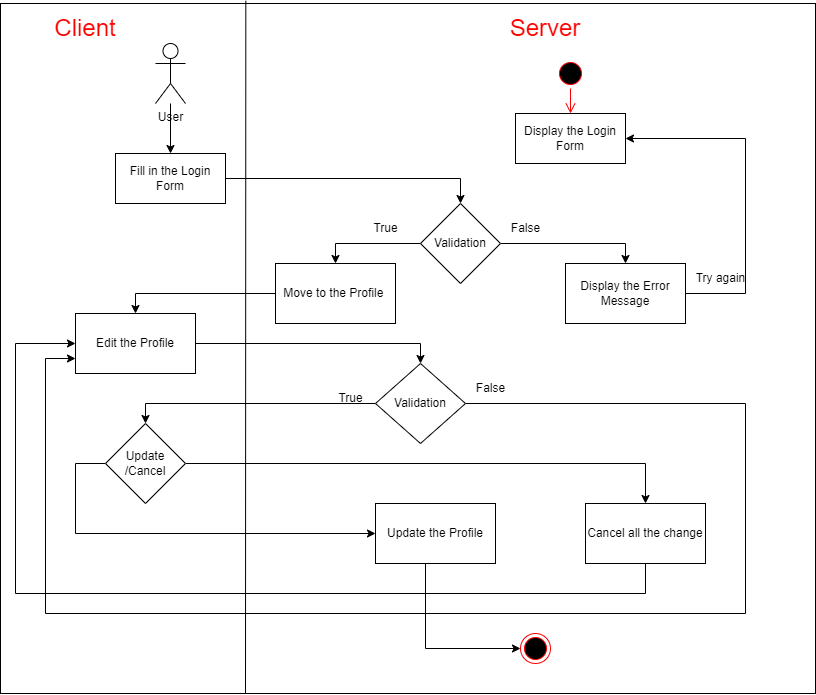 Client
Server
User
Display the Login
Form
Fill in the Login
Form
True
False
Validation
Try again
Move to the Profile
Display the Error
Message
Edit the Profile
True
False
Validation
Update
/Cancel
Update the Profile
Cancel all the change